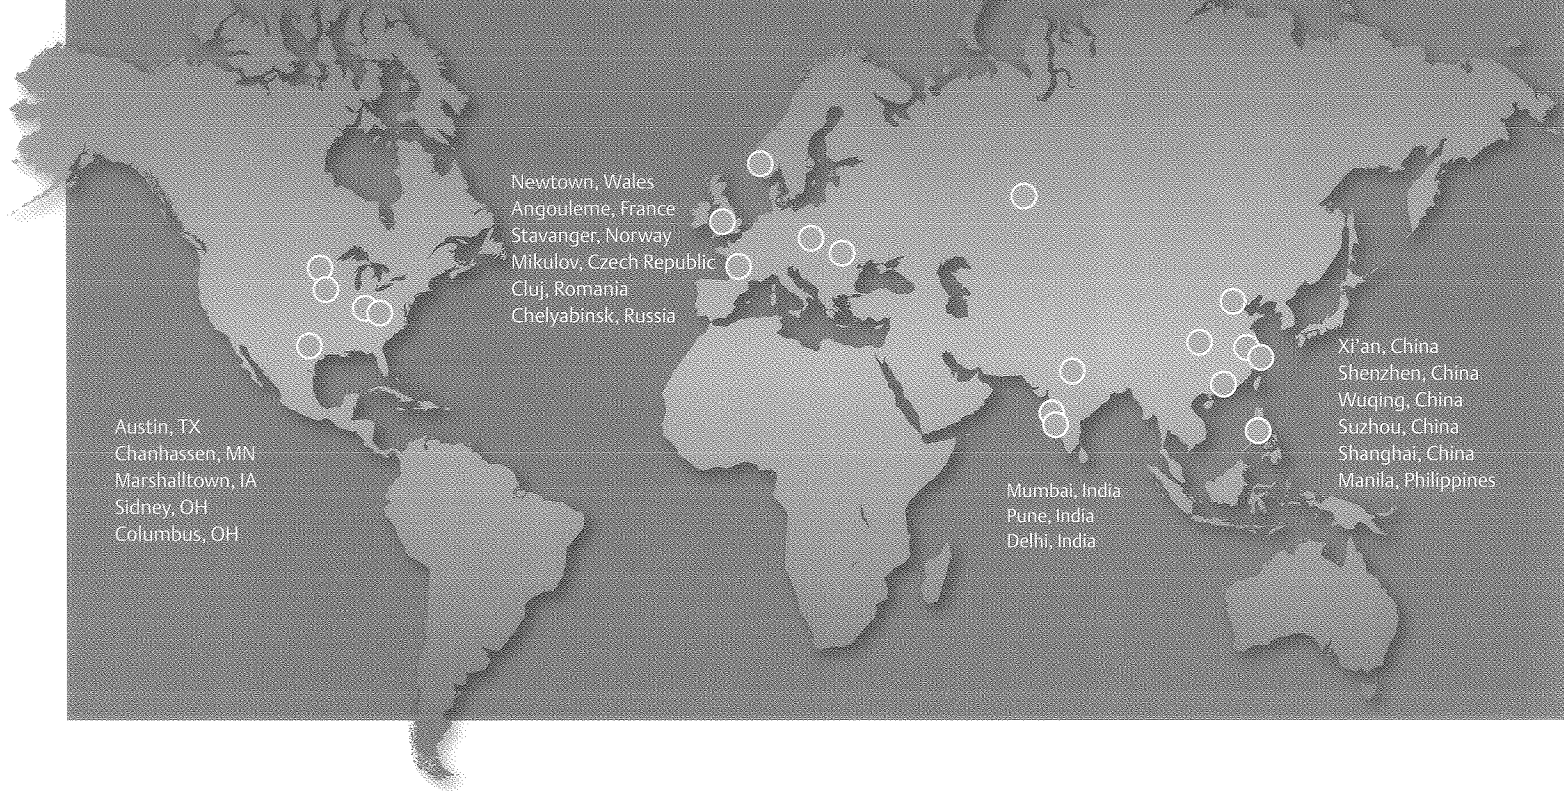 Newtown, Wales
Angouleme, France
Stavanger, Norway
Mikulov, Czech Republic
Cluj, Romania
Chelyabinsk, Russia
Xi'an, China
Shenzhen, China
Wuqing, China
Suzhou, China
Shanghai, China
Manila, Philippines
Austin, TX
Chanhassen, MN
Marshalltown, IA
Sidney, OH
Columbus, OH
Mumbai, India
Pune, India
Delhi, India